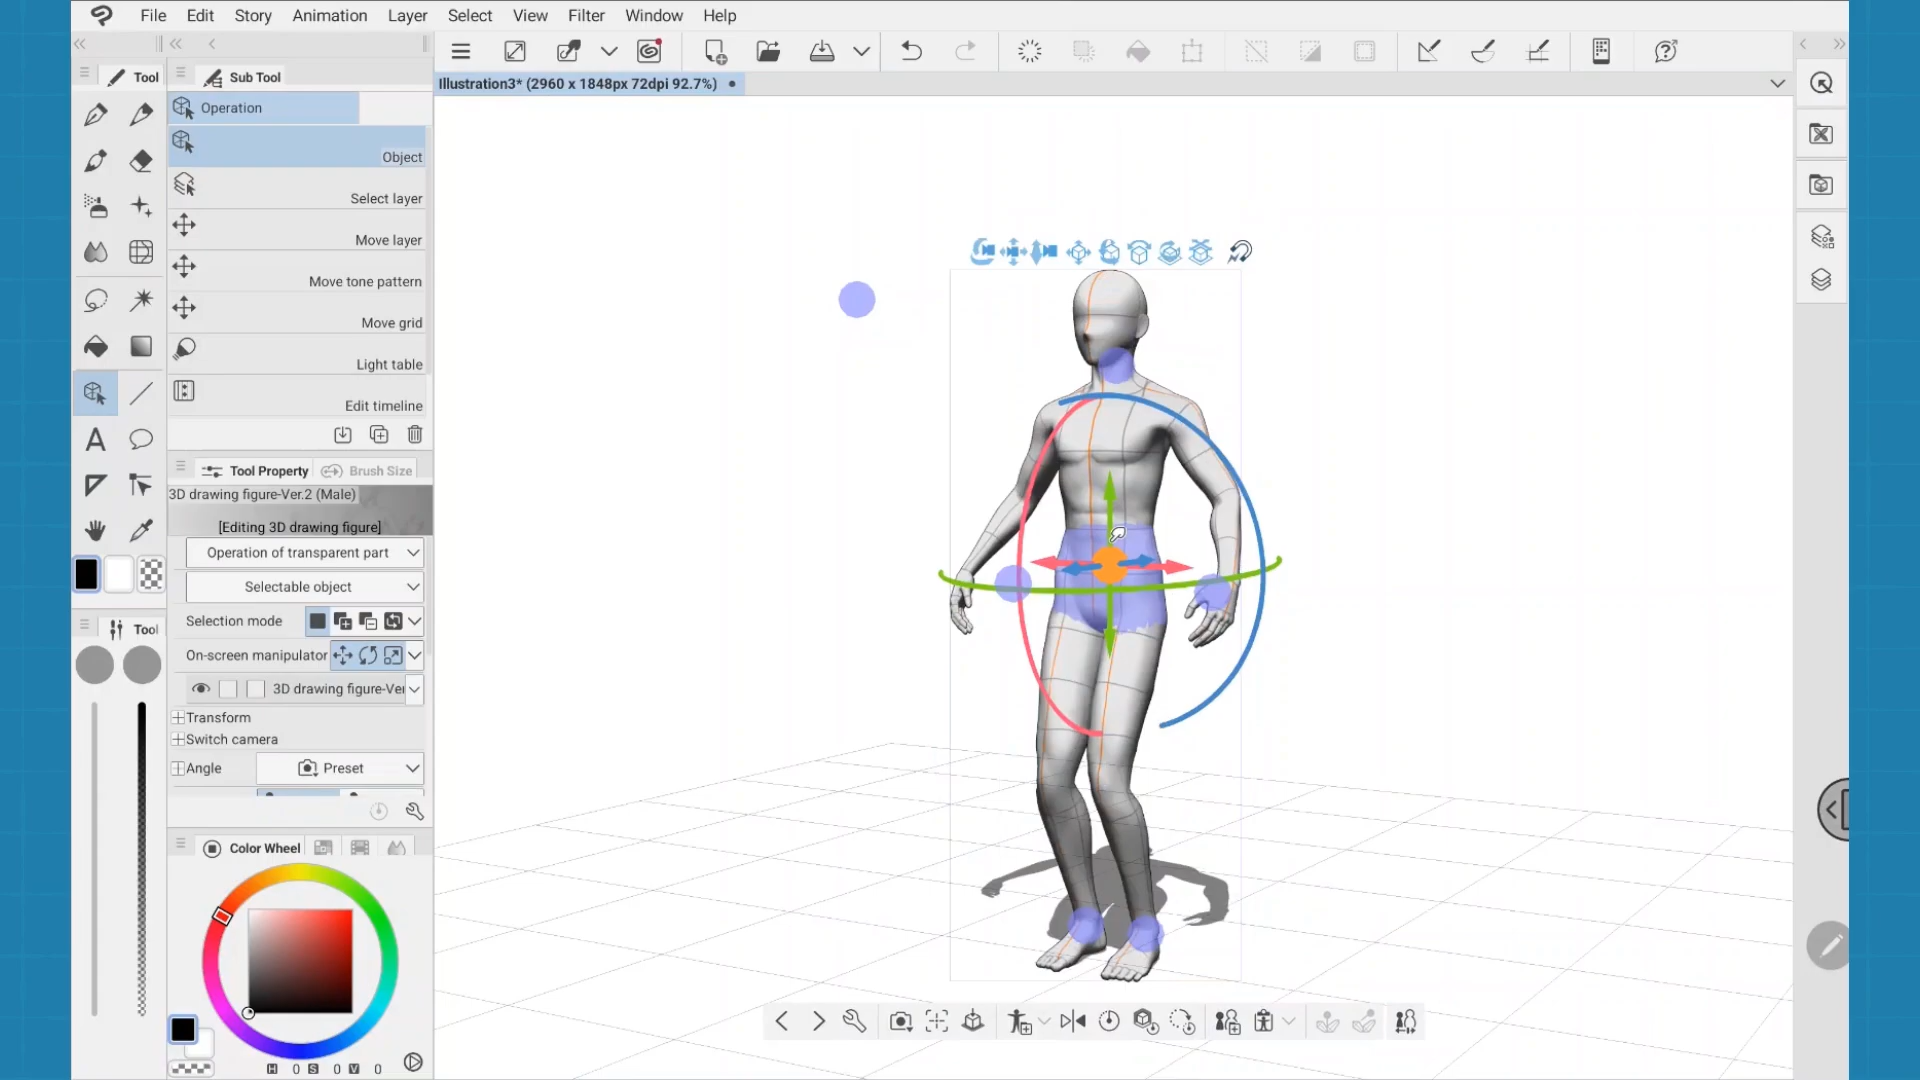 File Edit Story Animation Layer Select View Filter Window Help
Tool
Sub Tool
Illustration3* (2960 x 1848px 72dpi 92.7%)
Operation
Object
Select layer
Move layer
Move tone pattern
Move grid
Light table
Edit timeline
A
Tool Property Brush Size
3D drawing figure-Ver.2 (Male)
[Editing 3D drawing figure]
Operation of transparent part
Selectable object
Selection mode
Tool
On-screen manipulator
3D drawing figure-Ver
Transform
Switch camera
Angle Preset
Color Wheel
H 0 S 0 V 0